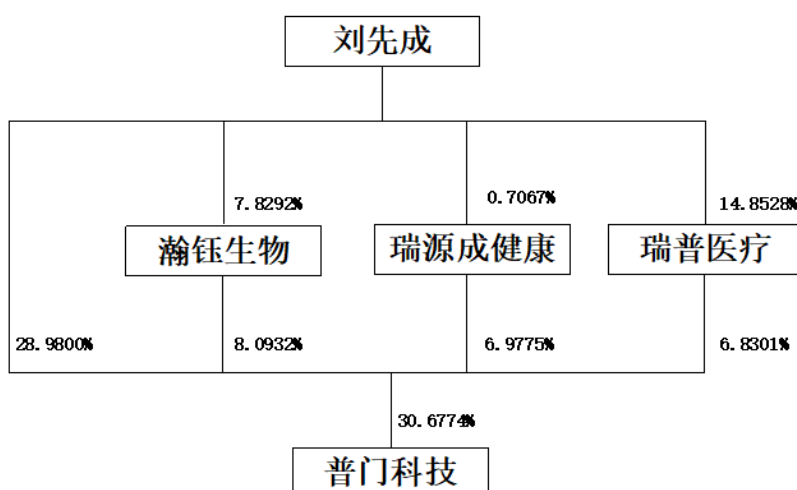 刘先成
7.8292%
0.7067%
14.8528%
瀚钰生物
瑞源成健康
瑞普医疗
28.9800%
8.0932%
6.9775%
6.8301%
30.6774%
普门科技